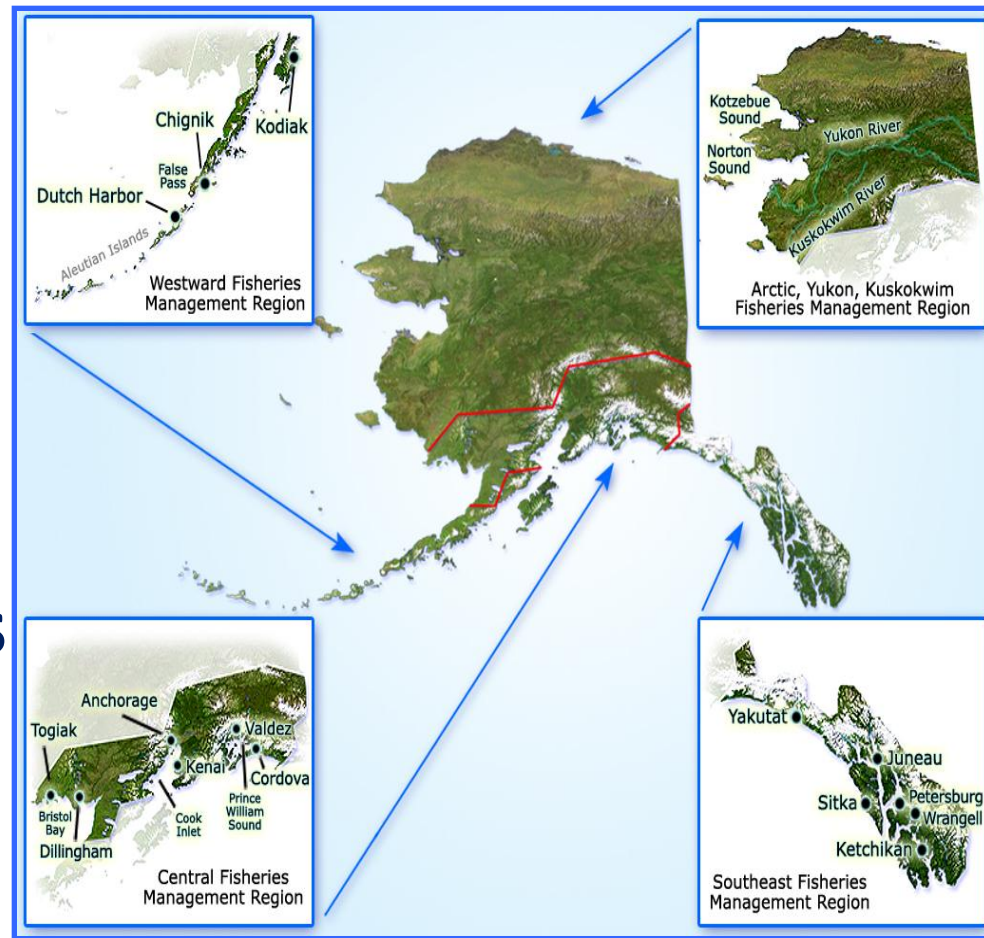 Chignik
Kodiak
False
Pass
Dutch Harbor
Aleutian Islands
Westward Fisheries
Management Region
Kotzebue
Sound
Yukon River
Norton
Sound
Kuskokwim River
Arctic, Yukon, Kuskokwim
Fisheries Management Region
Anchorage
Togiak
Valdez
Kenai
Cordova
Bristol
Bay
Cook
Inlet
Prince
William
Sound
Dillingham
Central Fisheries
Management Region
Yakutat
Juneau
Sitka
Petersburg
Wrangell
Ketchikan
Southeast Fisheries
Management Region